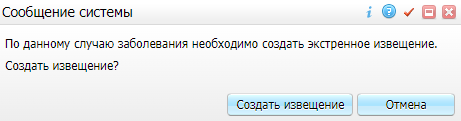 Сообщение системы
По данному случаю заболевания необходимо создать экстренное извещение.
Создать извещение?
Создать извещение Отмена